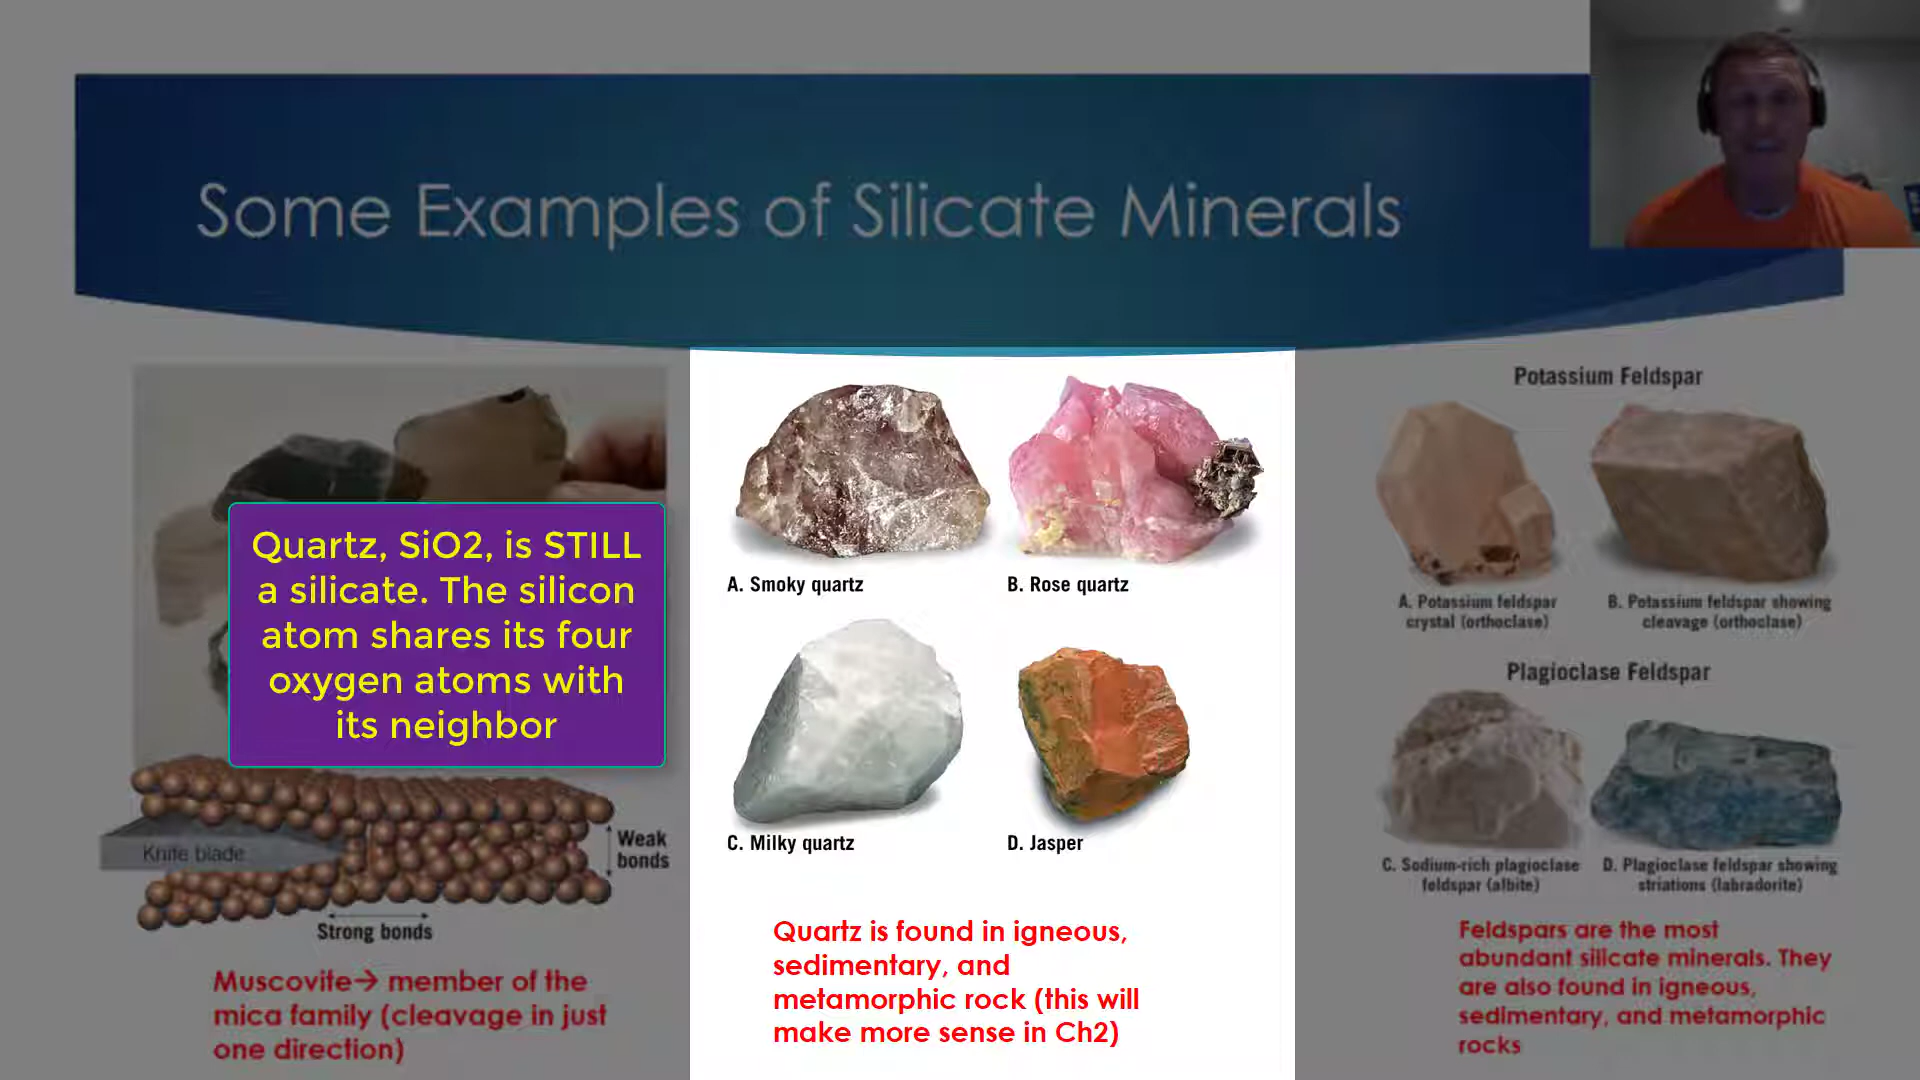 Some Examples of Silicate Minerals
Quartz, SiO2, is STILL
a silicate. The silicon
atom shares its four
oxygen atoms with
its neighbor
Knife blade
Weak
bonds
Strong bonds
Muscovite→ member of the
mica family (cleavage in just
one direction)
A. Smoky quartz
B. Rose quartz
C. Milky quartz
D. Jasper
Quartz is found in igneous,
sedimentary, and
metamorphic rock (this will
make more sense in Ch2)
Potassium Feldspar
A. Potassium feldspar
crystal (orthoclase)
B. Potassium feldspar showing
cleavage (orthoclase)
Plagioclase Feldspar
C. Sodium-rich plagioclase
feldspar (albite)
D. Plagioclase feldspar showing
striations (labradorite)
Feldspars are the most
abundant silicate minerals. They
are also found in igneous,
sedimentary, and metamorphic
rocks